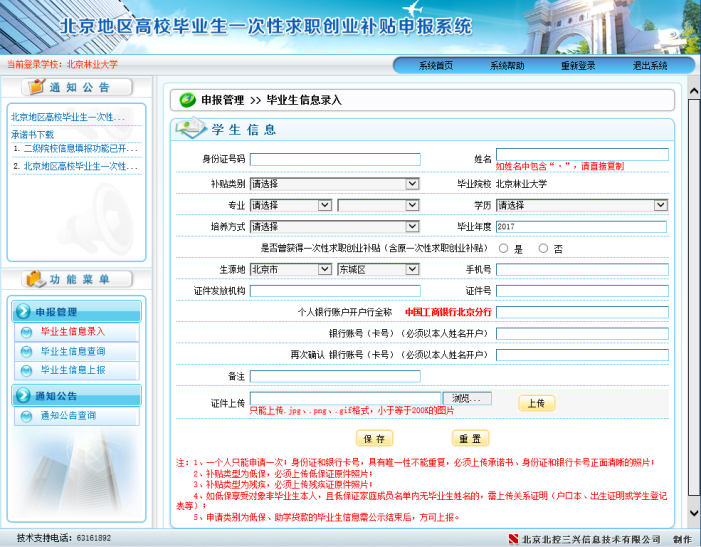 北京地区高校毕业生一次性求职创业补贴申报系统
当前登录学校：北京林业大学
系统首页 系统帮助 重新登录 退出系统
通知公告
北京地区高校毕业生一次性...
承诺书下载
1. 二级院校信息填报功能已开...
2. 北京地区高校毕业生一次性...
功能菜单
申报管理
毕业生信息录入
毕业生信息查询
毕业生信息上报
通知公告
通知公告查询
申报管理 >> 毕业生信息录入
学生信息
身份证号码 姓名
如姓名中包含“·”，请直接复制
补贴类别 请选择 毕业院校 北京林业大学
专业 请选择 学历 请选择
培养方式 请选择 毕业年度 2017
是否曾获得一次性求职创业补贴（含原一次性求职创业补贴） 是 否
生源地 北京市 东城区 手机号
证件发放机构 证件号
个人银行账户开户行全称 中国工商银行北京分行
银行账号（卡号）（必须以本人姓名开户）
再次确认 银行账号（卡号）（必须以本人姓名开户）
备注
证件上传 浏览... 上传
只能上传.jpg、.png、.gif格式，小于等于200K的图片
保存 重置
注：1、一个人只能申请一次；身份证和银行卡号，具有唯一性不能重复，必须上传承诺书、身份证和银行卡号正面清晰的照片；
2、补贴类型为低保，必须上传低保证原件照片；
3、补贴类型为残疾，必须上传残疾证原件照片；
4、如低保享受对象非毕业生本人，且低保证家庭成员名单内无毕业生姓名的，需上传关系证明（户口本、出生证明或学生登记
表等）；
5、申请类别为低保、助学贷款的毕业生信息需公示结束后，方可上报。
技术支持电话：63161892
北京北控三兴信息技术有限公司 制作